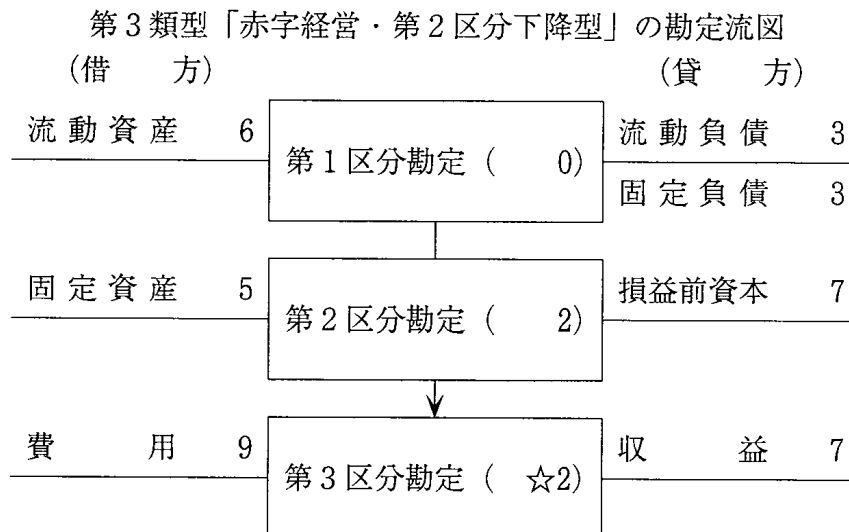 第3類型「赤字経営・第2区分下降型」の勘定流図
(借 方) (貸 方)
流動資産 6 第1区分勘定 ( 0) 流動負債 3
固定負債 3
固定資産 5 第2区分勘定 ( 2) 損益前資本 7
費 用 9 第3区分勘定 ( ☆2) 収 益 7